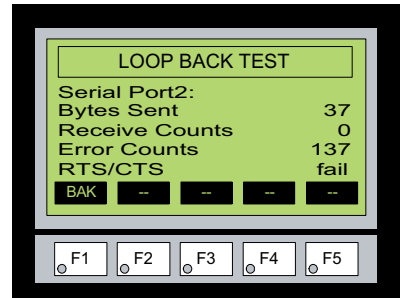 LOOP BACK TEST
Serial Port2:
Bytes Sent 37
Receive Counts 0
Error Counts 137
RTS/CTS fail
BAK -- -- -- --
F1 F2 F3 F4 F5